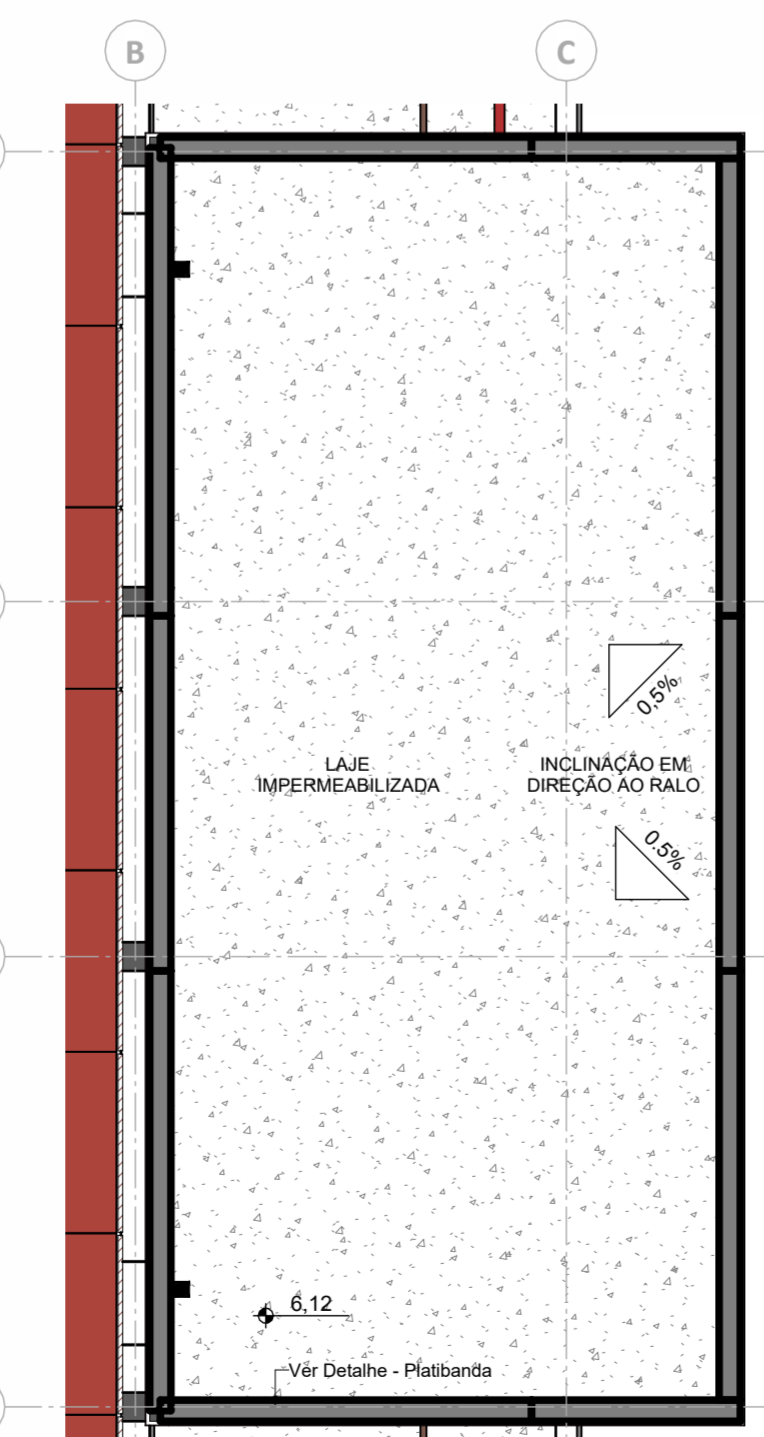 B
C
0,5%
LAJE
IMPERMEABILIZADA
INCLINAÇÃO EM
DIREÇÃO AO RALO
0.5%
6,12
Ver Detalhe - Platibanda